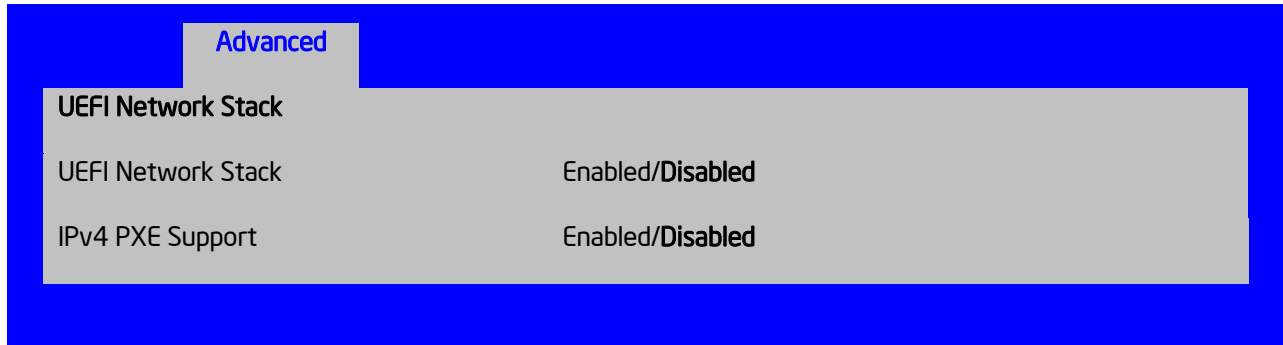 Advanced
UEFI Network Stack
UEFI Network Stack Enabled/Disabled
IPv4 PXE Support Enabled/Disabled